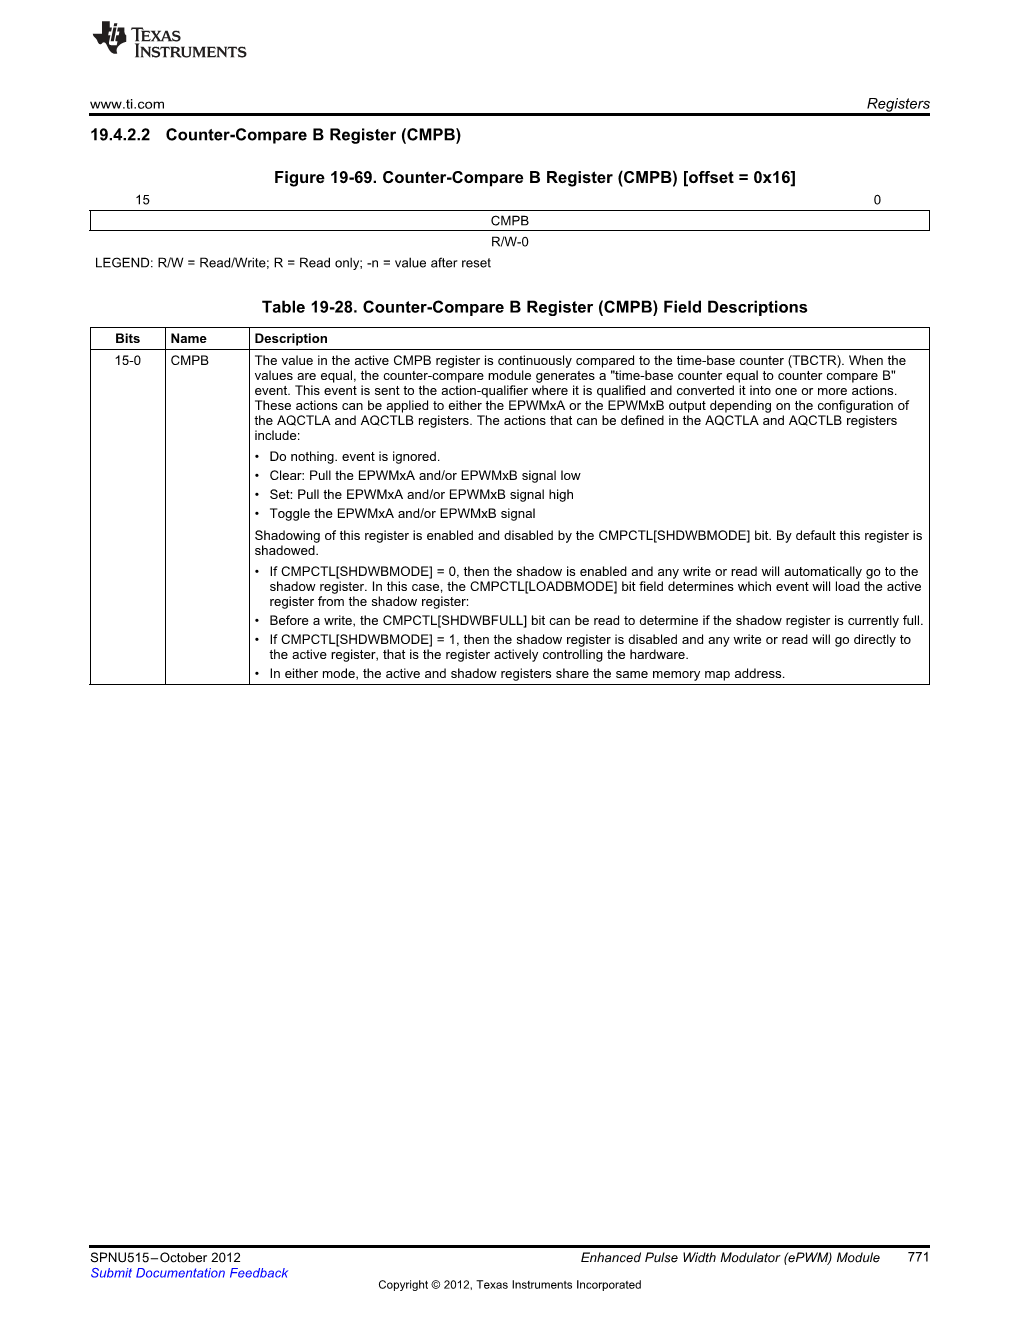 TEXAS
INSTRUMENTS
www.ti.com
Registers
19.4.2.2 Counter-Compare B Register (CMPB)
Figure 19-69. Counter-Compare B Register (CMPB) [offset = 0x16]
15 0
CMPB
R/W-0
LEGEND: R/W = Read/Write; R = Read only; -n = value after reset
Table 19-28. Counter-Compare B Register (CMPB) Field Descriptions
Bits Name Description
15-0 CMPB The value in the active CMPB register is continuously compared to the time-base counter (TBCTR). When the
values are equal, the counter-compare module generates a "time-base counter equal to counter compare B"
event. This event is sent to the action-qualifier where it is qualified and converted it into one or more actions.
These actions can be applied to either the EPWMxA or the EPWMxB output depending on the configuration of
the AQCTLA and AQCTLB registers. The actions that can be defined in the AQCTLA and AQCTLB registers
include:
• Do nothing. event is ignored.
• Clear: Pull the EPWMxA and/or EPWMxB signal low
• Set: Pull the EPWMxA and/or EPWMxB signal high
• Toggle the EPWMxA and/or EPWMxB signal
Shadowing of this register is enabled and disabled by the CMPCTL[SHDWBMODE] bit. By default this register is
shadowed.
• If CMPCTL[SHDWBMODE] = 0, then the shadow is enabled and any write or read will automatically go to the
shadow register. In this case, the CMPCTL[LOADBMODE] bit field determines which event will load the active
register from the shadow register:
• Before a write, the CMPCTL[SHDWBFULL] bit can be read to determine if the shadow register is currently full.
• If CMPCTL[SHDWBMODE] = 1, then the shadow register is disabled and any write or read will go directly to
the active register, that is the register actively controlling the hardware.
• In either mode, the active and shadow registers share the same memory map address.
SPNU515–October 2012
Enhanced Pulse Width Modulator (ePWM) Module 771
Submit Documentation Feedback
Copyright © 2012, Texas Instruments Incorporated